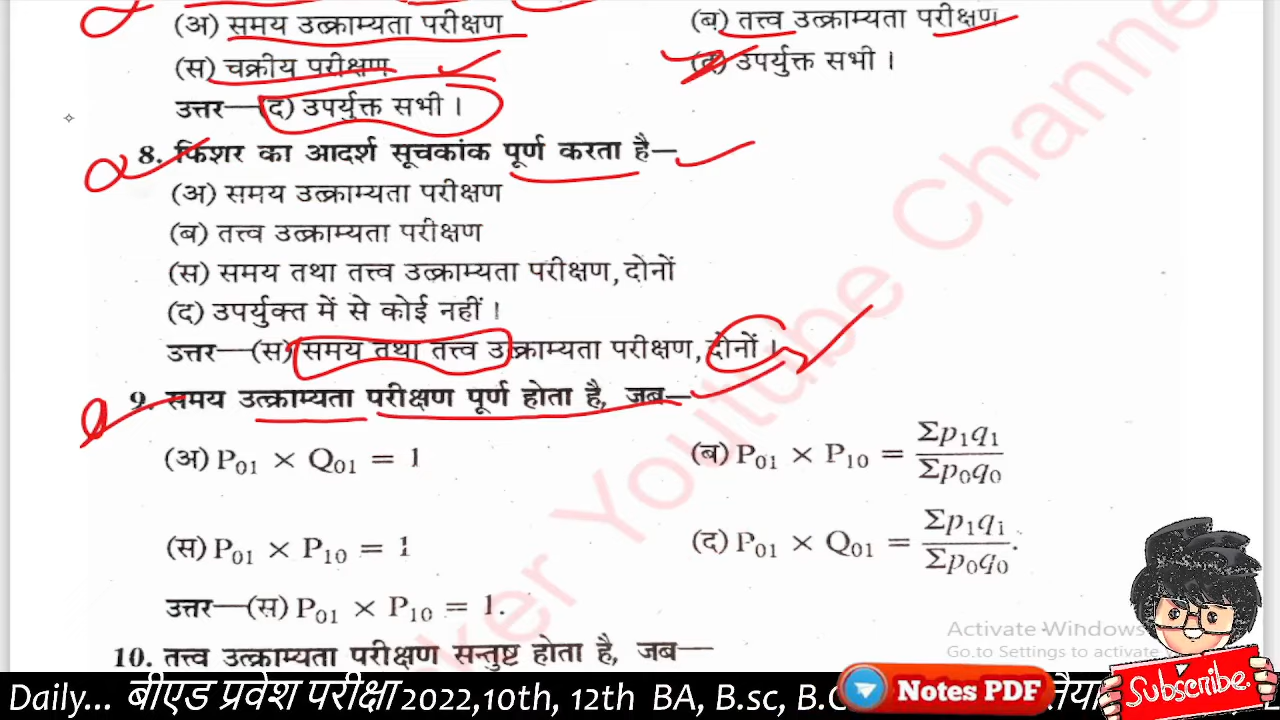 (अ) समय उत्क्राम्यता परीक्षण (ब) तत्त्व उत्क्राम्यता परीक्षण
(स) चक्रीय परीक्षण (द) उपर्युक्त सभी ।
उत्तर—(द) उपर्युक्त सभी ।
8. फिशर का आदर्श सूचकांक पूर्ण करता है—
(अ) समय उत्क्राम्यता परीक्षण
(ब) तत्त्व उत्क्राम्यता परीक्षण
(स) समय तथा तत्त्व उत्क्राम्यता परीक्षण, दोनों
(द) उपर्युक्त में से कोई नहीं ।
उत्तर—(स) समय तथा तत्त्व उत्क्राम्यता परीक्षण, दोनों ।
9. समय उत्क्राम्यता परीक्षण पूर्ण होता है, जब—
(अ) P₀₁ × Q₀₁ = 1 (ब) P₀₁ × P₁₀ = Σp₁q₁/Σp₀q₀
(स) P₀₁ × P₁₀ = 1 (द) P₀₁ × Q₀₁ = Σp₁q₁/Σp₀q₀.
उत्तर—(स) P₀₁ × P₁₀ = 1.
10. तत्त्व उत्क्राम्यता परीक्षण सन्तुष्ट होता है, जब—
Youtube Channe
Activate Windows
Go to Settings to activate
Daily... बीएड प्रवेश परीक्षा 2022,10th, 12th BA, B.sc, B.C
Notes PDF
Subscribe